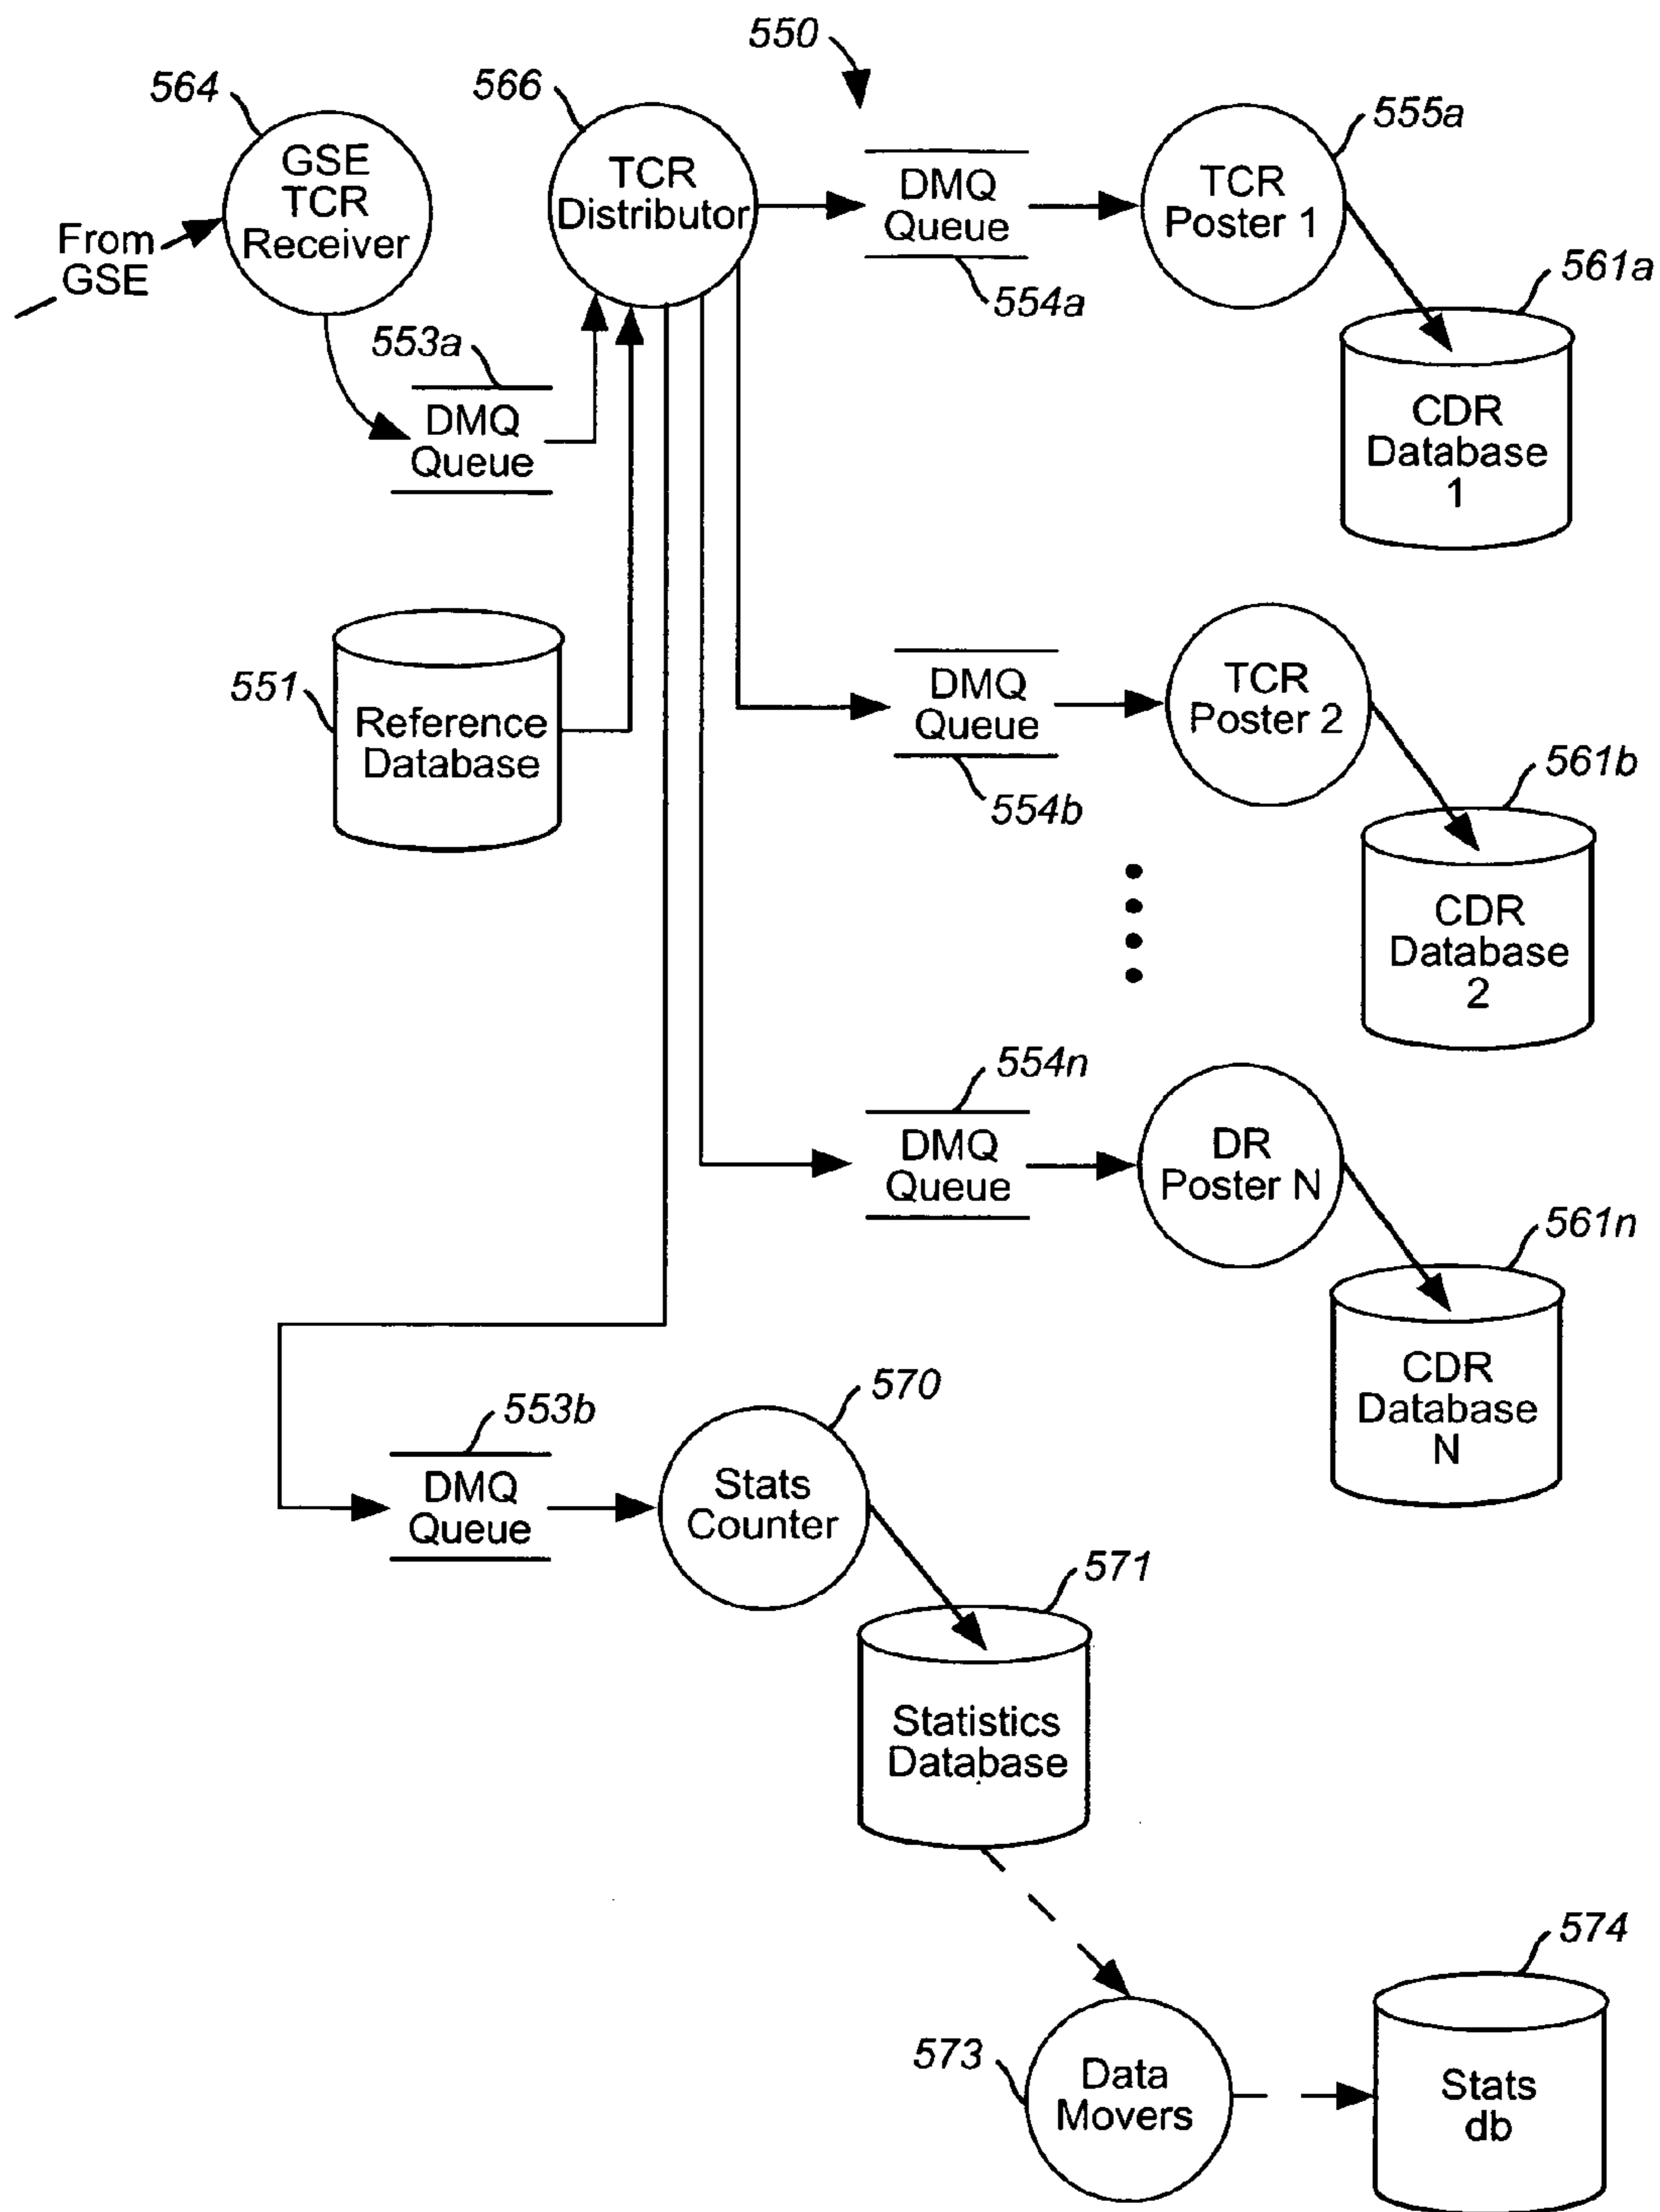 550
564
566
555a
GSE
TCR
Receiver
TCR
Distributor
DMQ
Queue
TCR
Poster 1
From
GSE
554a
561a
553a
DMQ
Queue
CDR
Database
1
551
Reference
Database
DMQ
Queue
TCR
Poster 2
554b
561b
CDR
Database
2
554n
DMQ
Queue
DR
Poster N
561n
CDR
Database
N
553b
DMQ
Queue
570
Stats
Counter
571
Statistics
Database
573
Data
Movers
574
Stats
db